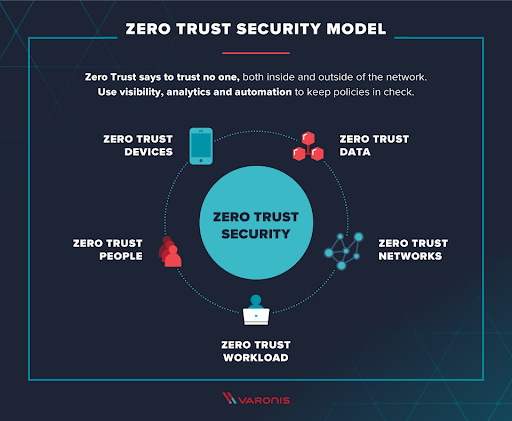 ZERO TRUST SECURITY MODEL
Zero Trust says to trust no one, both inside and outside of the network.
Use visibility, analytics and automation to keep policies in check.
ZERO TRUST
DEVICES
ZERO TRUST
DATA
ZERO TRUST
SECURITY
ZERO TRUST
PEOPLE
ZERO TRUST
NETWORKS
ZERO TRUST
WORKLOAD
VARONIS